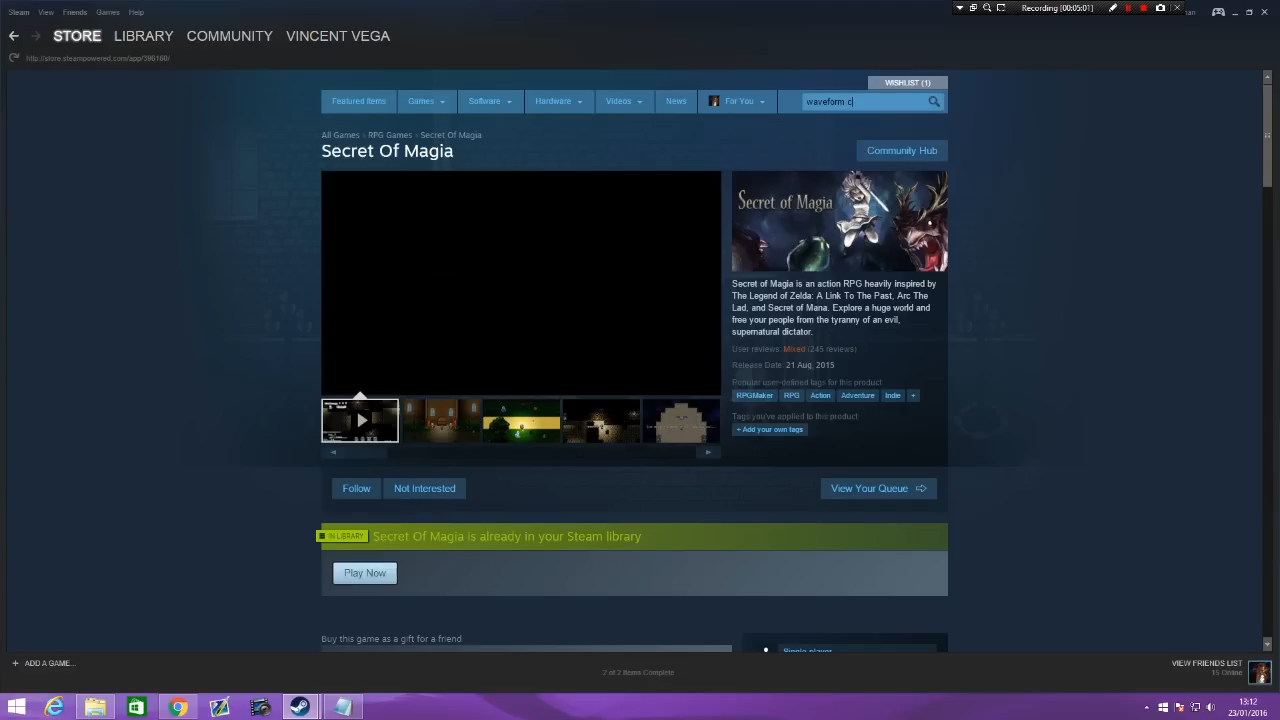 Steam View Friends Games Help
Recording [00:05:01]
STORE LIBRARY COMMUNITY VINCENT VEGA
http://store.steampowered.com/app/398100/
WISHLIST (1)
Featured Items Games Software Hardware Videos News For You waveform c
All Games RPG Games Secret Of Magia
Secret Of Magia
Community Hub
Secret of Magia
Secret of Magia is an action RPG heavily inspired by
The Legend of Zelda: A Link To The Past, Arc The
Lad, and Secret of Mana. Explore a huge world and
free your people from the tyranny of an evil,
supernatural dictator.
User reviews: Mixed (245 reviews)
Release Date: 21 Aug, 2015
Popular user-defined tags for this product
RPGMaker RPG Action Adventure Indie +
Tags you've applied to this product
+ Add your own tags
Follow Not Interested View Your Queue
IN LIBRARY Secret Of Magia is already in your Steam library
Play Now
Buy this game as a gift for a friend
Single-player
+ ADD A GAME...
2 of 2 Items Complete
VIEW FRIENDS LIST
15 Online
13:12
23/01/2016